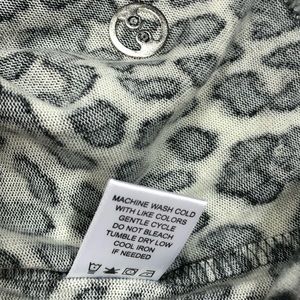 MACHINE WASH COLD
WITH LIKE COLORS
GENTLE CYCLE
DO NOT BLEACH
TUMBLE DRY LOW
COOL IRON
IF NEEDED